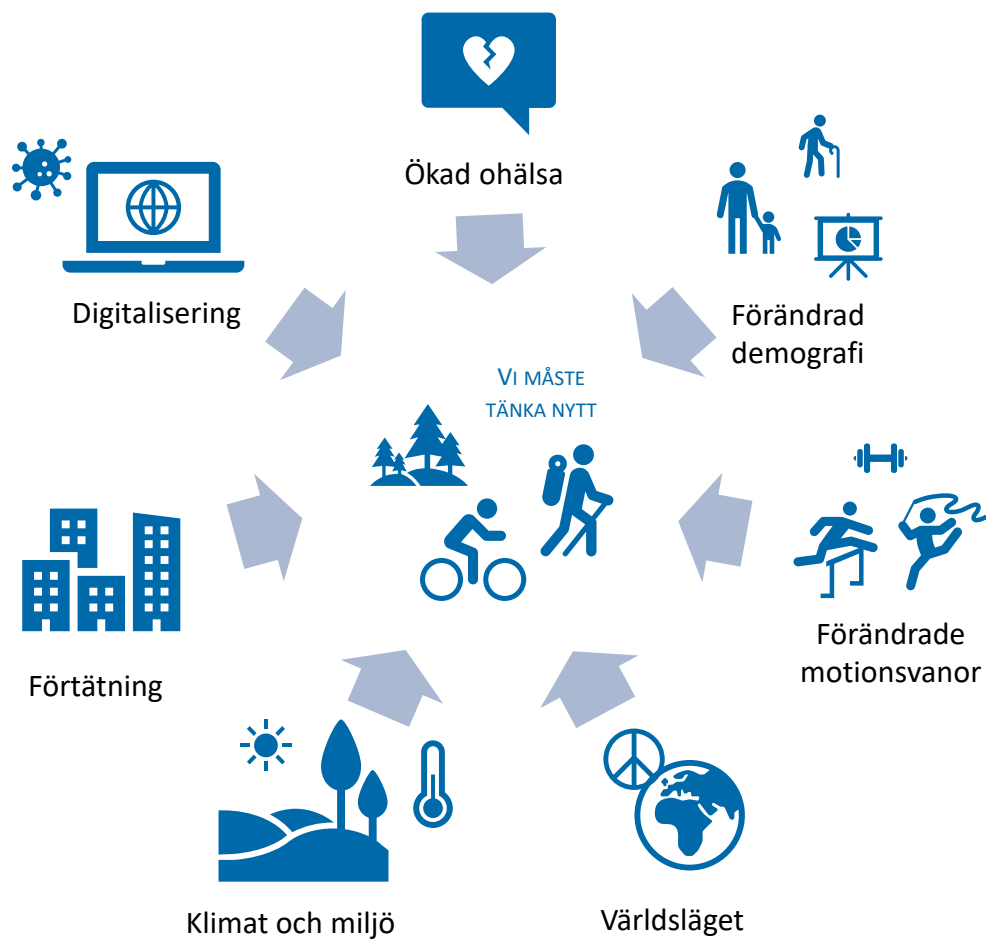 Ökad ohälsa
Digitalisering
Förändrad
demografi
VI MÅSTE
TÄNKA NYTT
Förtätning
Förändrade
motionsvanor
Klimat och miljö
Världsläget